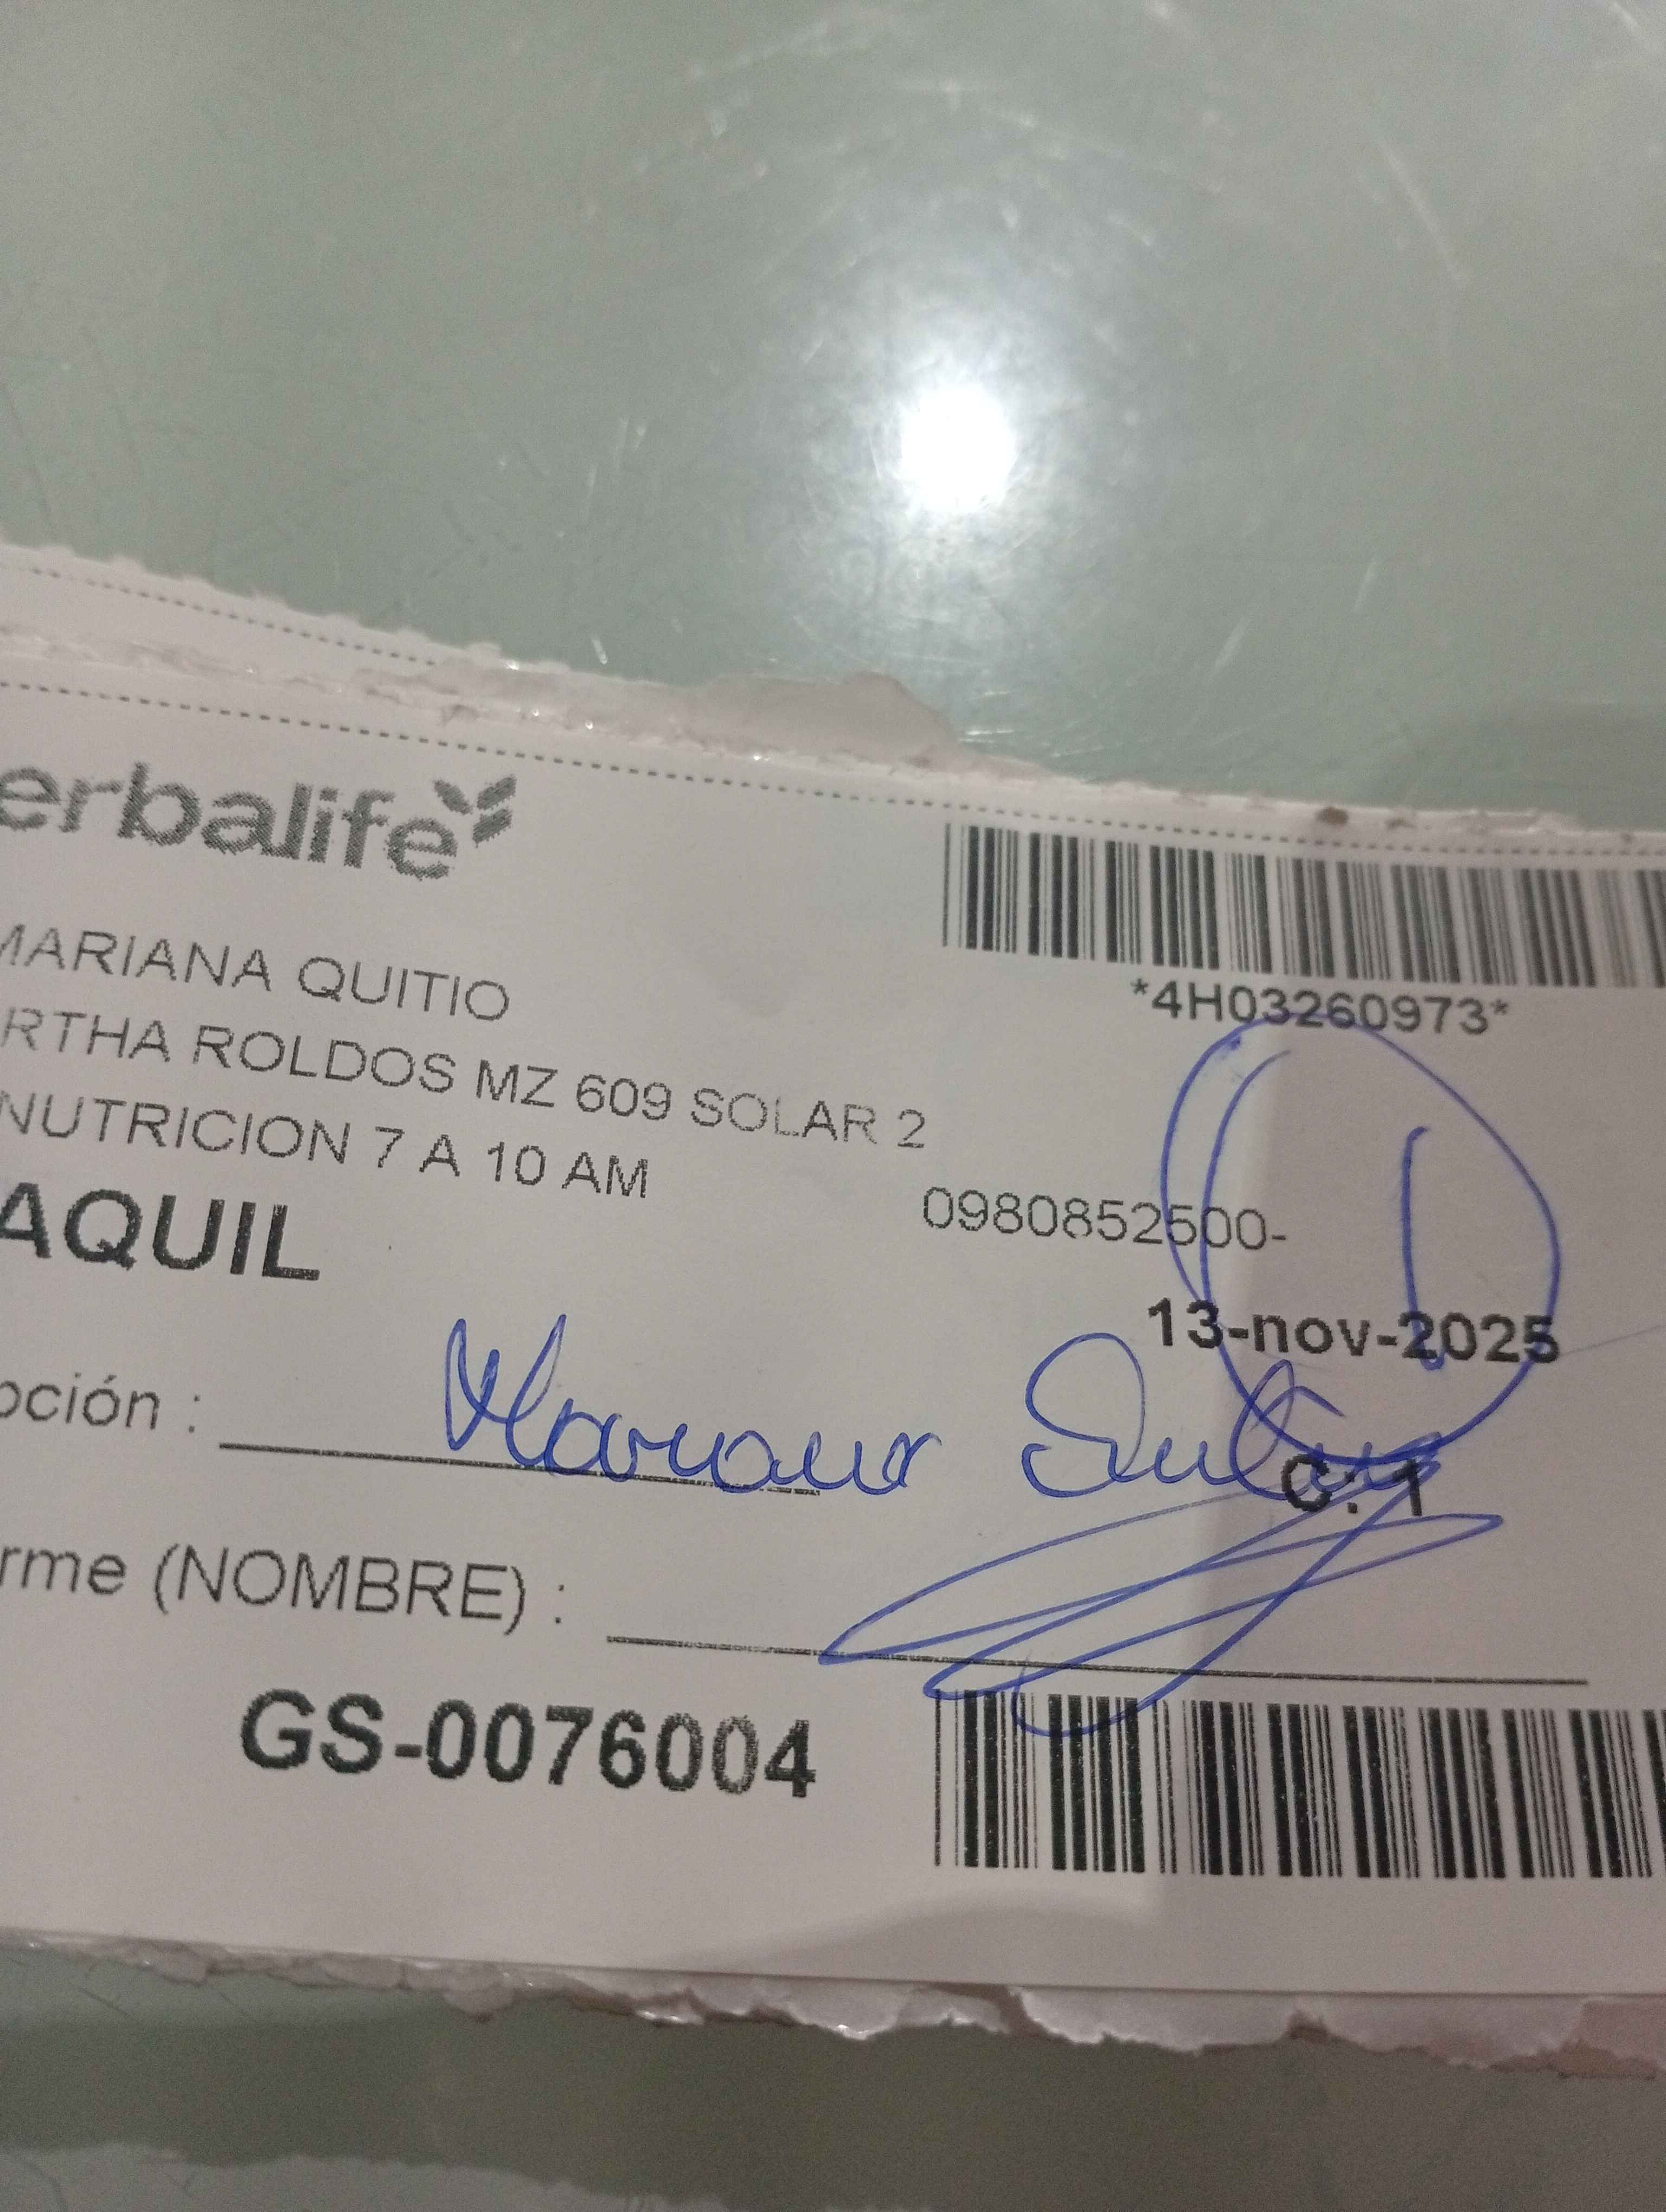 erbalife
MARIANA QUITIO
*4H03260973*
RTHA ROLDOS MZ 609 SOLAR 2
NUTRICION 7 A 10 AM
0980852500-
AQUIL
13-nov-2025
pción : Mariana
C: 1
rme (NOMBRE) :
GS-0076004